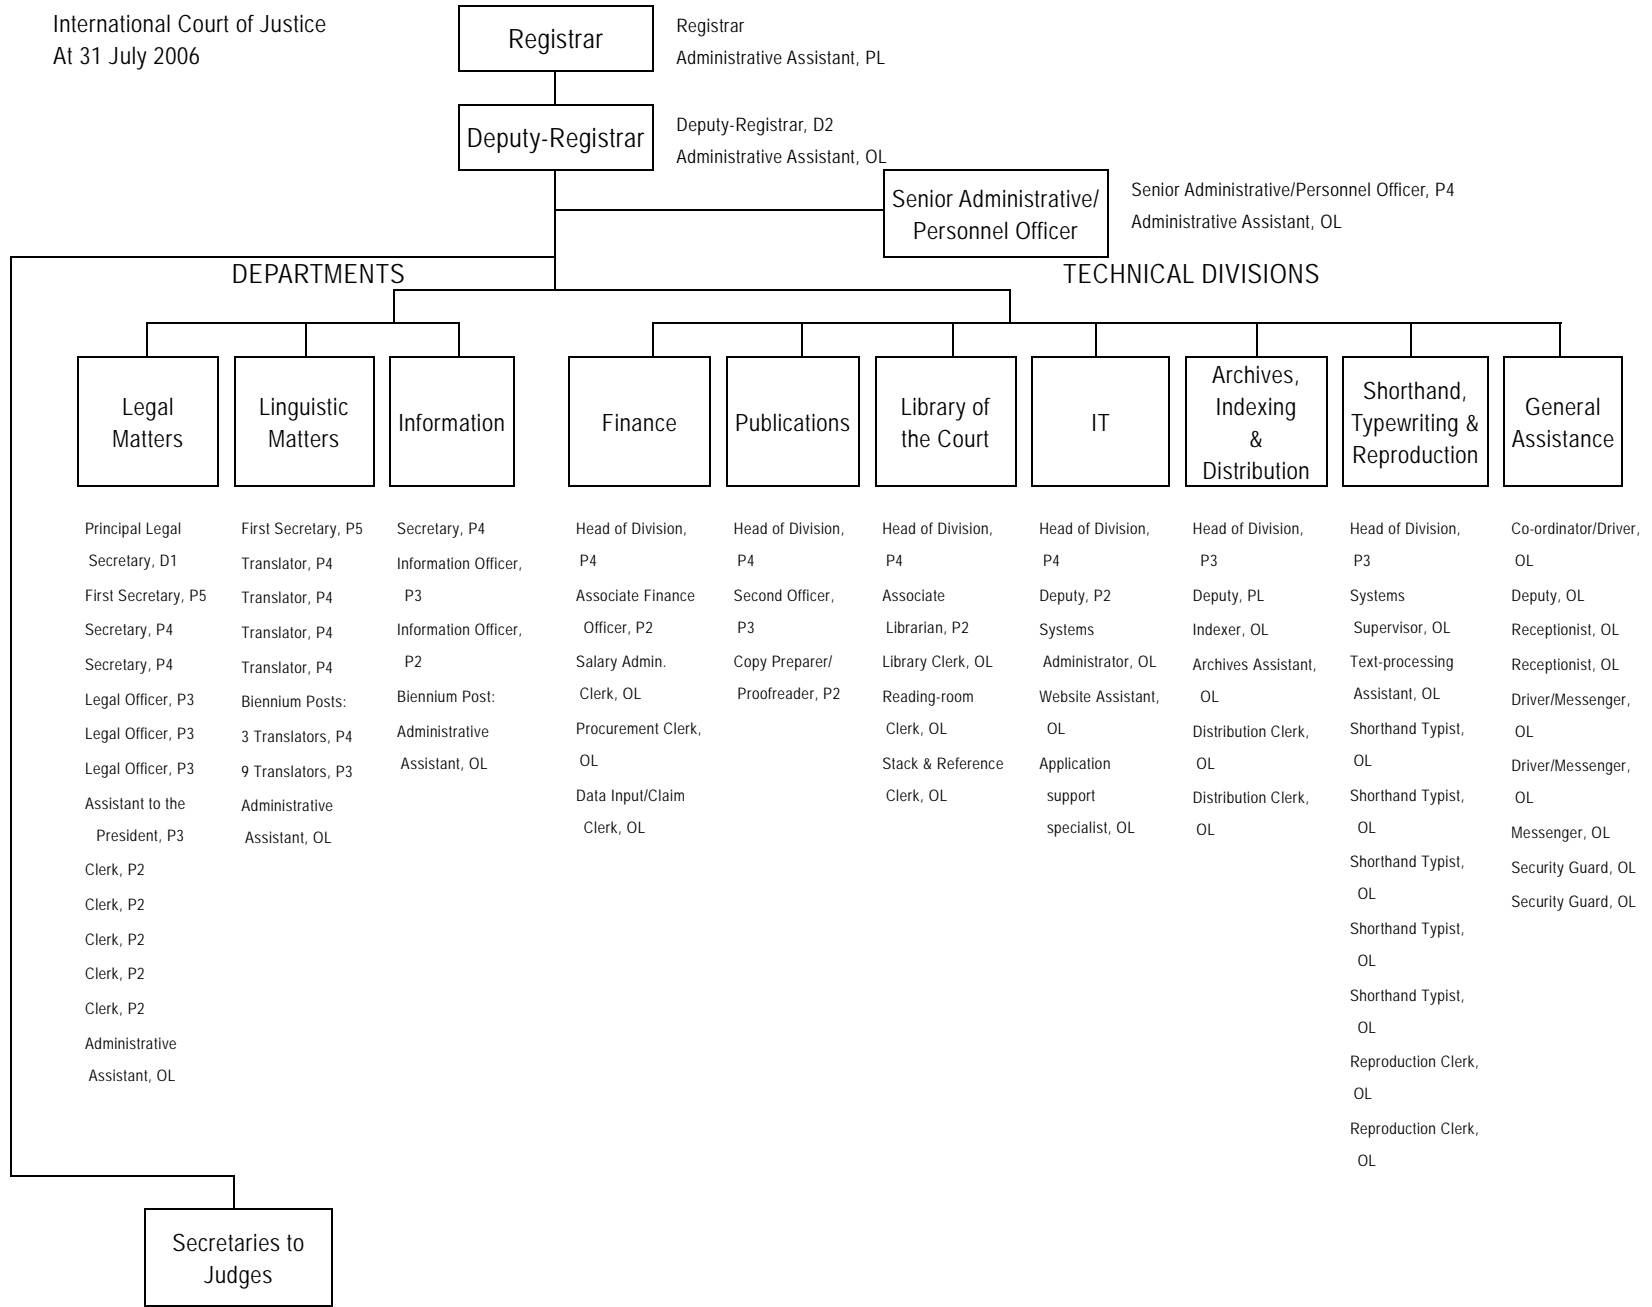 International Court of Justice
At 31 July 2006
Registrar
Registrar
Administrative Assistant, PL
Deputy-Registrar
Deputy-Registrar, D2
Administrative Assistant, OL
Senior Administrative/
Personnel Officer
Senior Administrative/Personnel Officer, P4
Administrative Assistant, OL
DEPARTMENTS
TECHNICAL DIVISIONS
Legal
Matters
Linguistic
Matters
Information
Finance
Publications
Library of
the Court
IT
Archives,
Indexing
&
Distribution
Shorthand,
Typewriting &
Reproduction
General
Assistance
Principal Legal
Secretary, D1
First Secretary, P5
Secretary, P4
Secretary, P4
Legal Officer, P3
Legal Officer, P3
Legal Officer, P3
Assistant to the
President, P3
Clerk, P2
Clerk, P2
Clerk, P2
Clerk, P2
Clerk, P2
Administrative
Assistant, OL
First Secretary, P5
Translator, P4
Translator, P4
Translator, P4
Translator, P4
Biennium Posts:
3 Translators, P4
9 Translators, P3
Administrative
Assistant, OL
Secretary, P4
Information Officer,
P3
Information Officer,
P2
Biennium Post:
Administrative
Assistant, OL
Head of Division,
P4
Associate Finance
Officer, P2
Salary Admin.
Clerk, OL
Procurement Clerk,
OL
Data Input/Claim
Clerk, OL
Head of Division,
P4
Second Officer,
P3
Copy Preparer/
Proofreader, P2
Head of Division,
P4
Associate
Librarian, P2
Library Clerk, OL
Reading-room
Clerk, OL
Stack & Reference
Clerk, OL
Head of Division,
P4
Deputy, P2
Systems
Administrator, OL
Website Assistant,
OL
Application
support
specialist, OL
Head of Division,
P3
Deputy, PL
Indexer, OL
Archives Assistant,
OL
Distribution Clerk,
OL
Distribution Clerk,
OL
Head of Division,
P3
Systems
Supervisor, OL
Text-processing
Assistant, OL
Shorthand Typist,
OL
Shorthand Typist,
OL
Shorthand Typist,
OL
Shorthand Typist,
OL
Shorthand Typist,
OL
Reproduction Clerk,
OL
Reproduction Clerk,
OL
Co-ordinator/Driver,
OL
Deputy, OL
Receptionist, OL
Receptionist, OL
Driver/Messenger,
OL
Driver/Messenger,
OL
Messenger, OL
Security Guard, OL
Security Guard, OL
Secretaries to
Judges